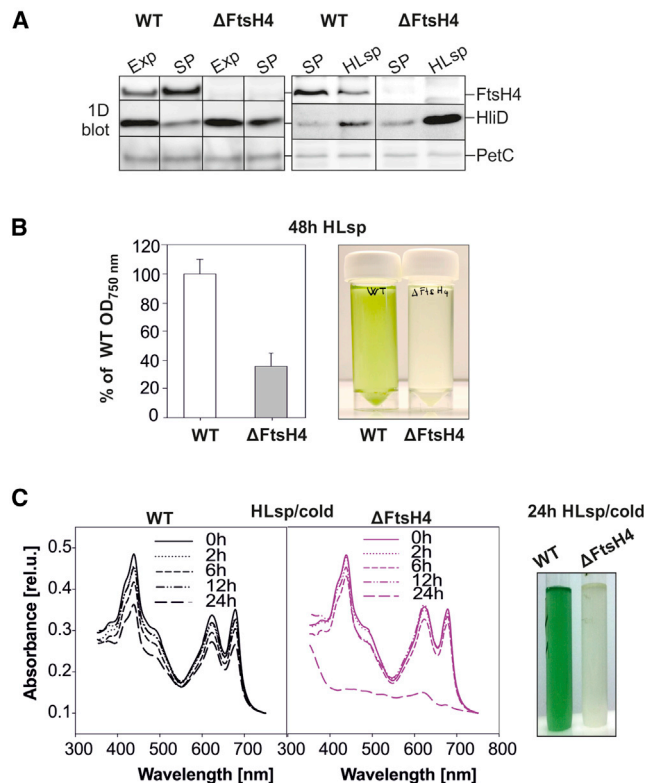 A
WT ΔFtsH4 WT ΔFtsH4
Exp SP Exp SP SP HLsp SP HLsp
FtsH4
1D blot
HliD
PetC
B
48h HLsp
% of WT OD750 nm
120
100
80
60
40
20
0
WT ΔFtsH4
WT ΔFtsH4
WT ΔFtsH4
C
WT HLsp/cold ΔFtsH4 24h HLsp/cold
WT ΔFtsH4
0h
2h
6h
12h
24h
0h
2h
6h
12h
24h
Absorbance [rel.u.]
0.5
0.4
0.3
0.2
0.1
300 400 500 600 700 300 400 500 600 700 800
Wavelength [nm] Wavelength [nm]